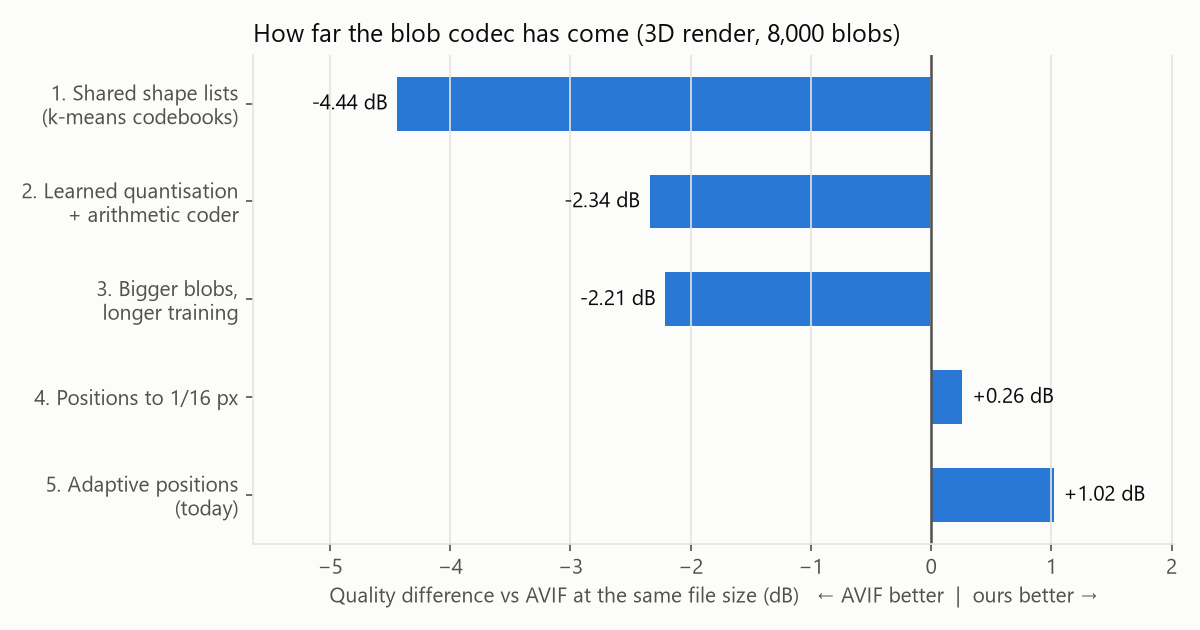 How far the blob codec has come (3D render, 8,000 blobs)
1. Shared shape lists
(k-means codebooks)
-4.44 dB
2. Learned quantisation
+ arithmetic coder
-2.34 dB
3. Bigger blobs,
longer training
-2.21 dB
4. Positions to 1/16 px
+0.26 dB
5. Adaptive positions
(today)
+1.02 dB
−5 −4 −3 −2 −1 0 1 2
Quality difference vs AVIF at the same file size (dB) ← AVIF better | ours better →